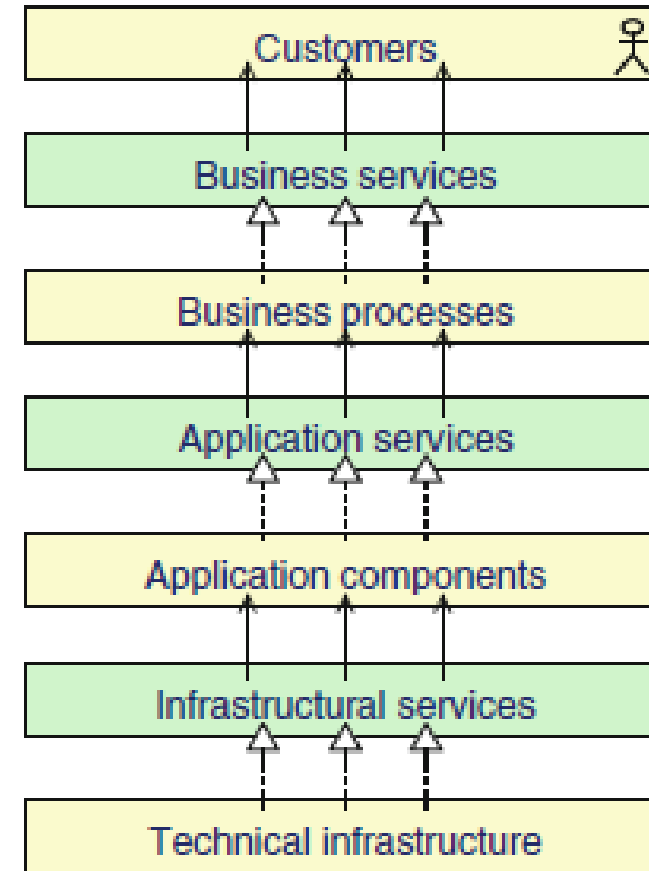 Customers
Business services
Business processes
Application services
Application components
Infrastructural services
Technical infrastructure